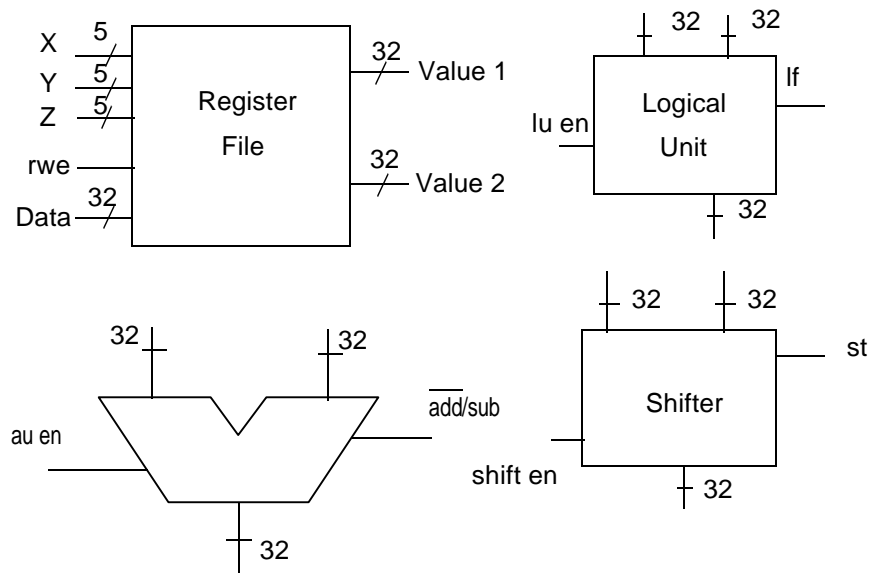 X 5
Y 5
Z 5
rwe
Data 32
Register
File
32 Value 1
32 Value 2
32 32
lu en
Logical
Unit
lf
32
32 32
au en
add/sub
32
32 32
st
Shifter
shift en
32